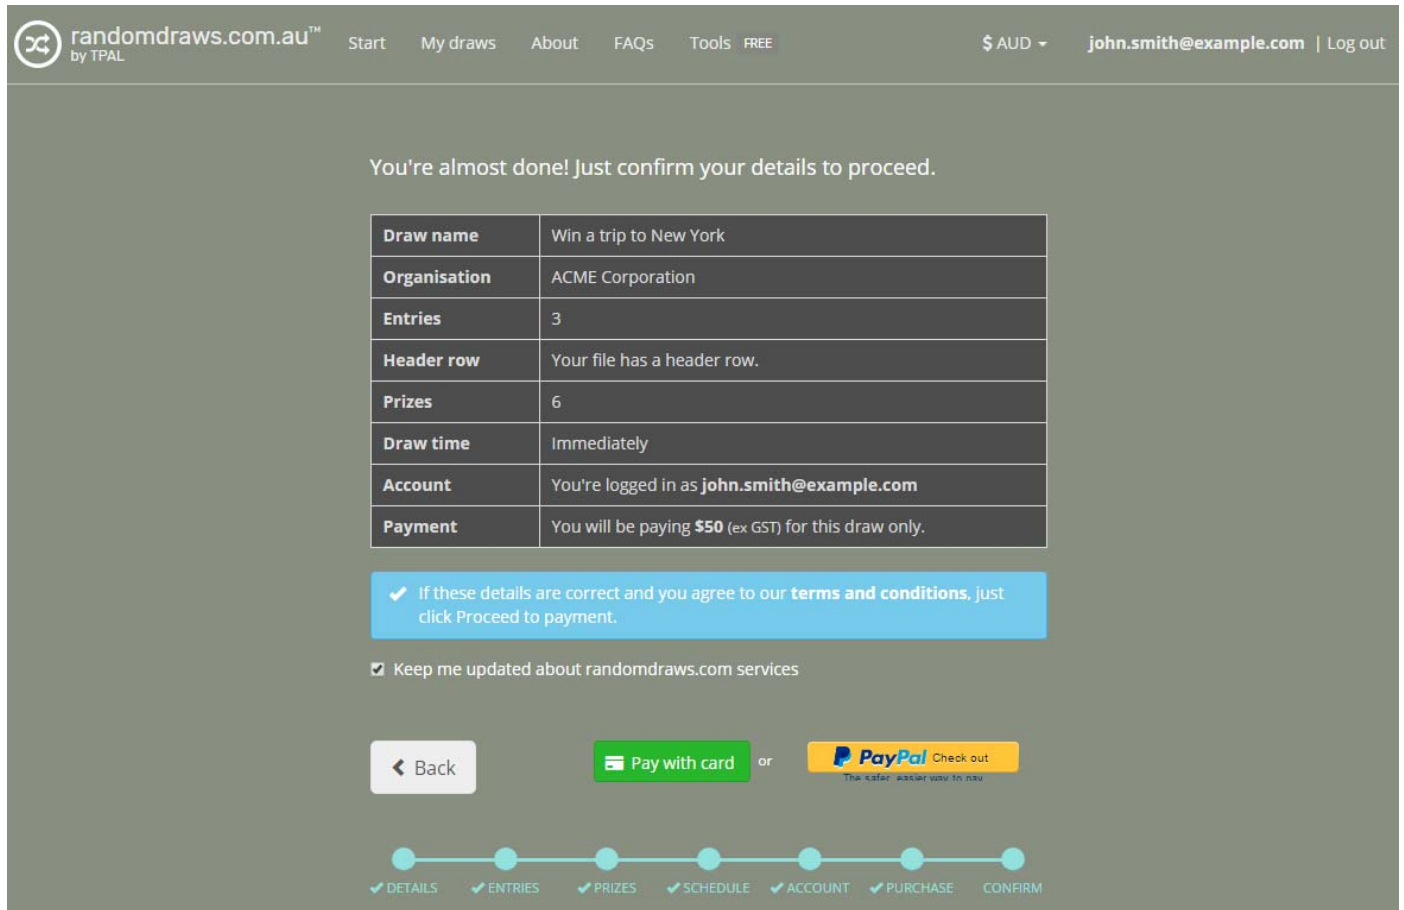 randomdraws.com.au™
by TPAL
Start My draws About FAQs Tools FREE $ AUD john.smith@example.com | Log out
You're almost done! Just confirm your details to proceed.
Draw name Win a trip to New York
Organisation ACME Corporation
Entries 3
Header row Your file has a header row.
Prizes 6
Draw time Immediately
Account You're logged in as john.smith@example.com
Payment You will be paying $50 (ex GST) for this draw only.
If these details are correct and you agree to our terms and conditions, just
click Proceed to payment.
Keep me updated about randomdraws.com services
Back Pay with card or PayPal Check out
The safer, easier way to pay
DETAILS ENTRIES PRIZES SCHEDULE ACCOUNT PURCHASE CONFIRM